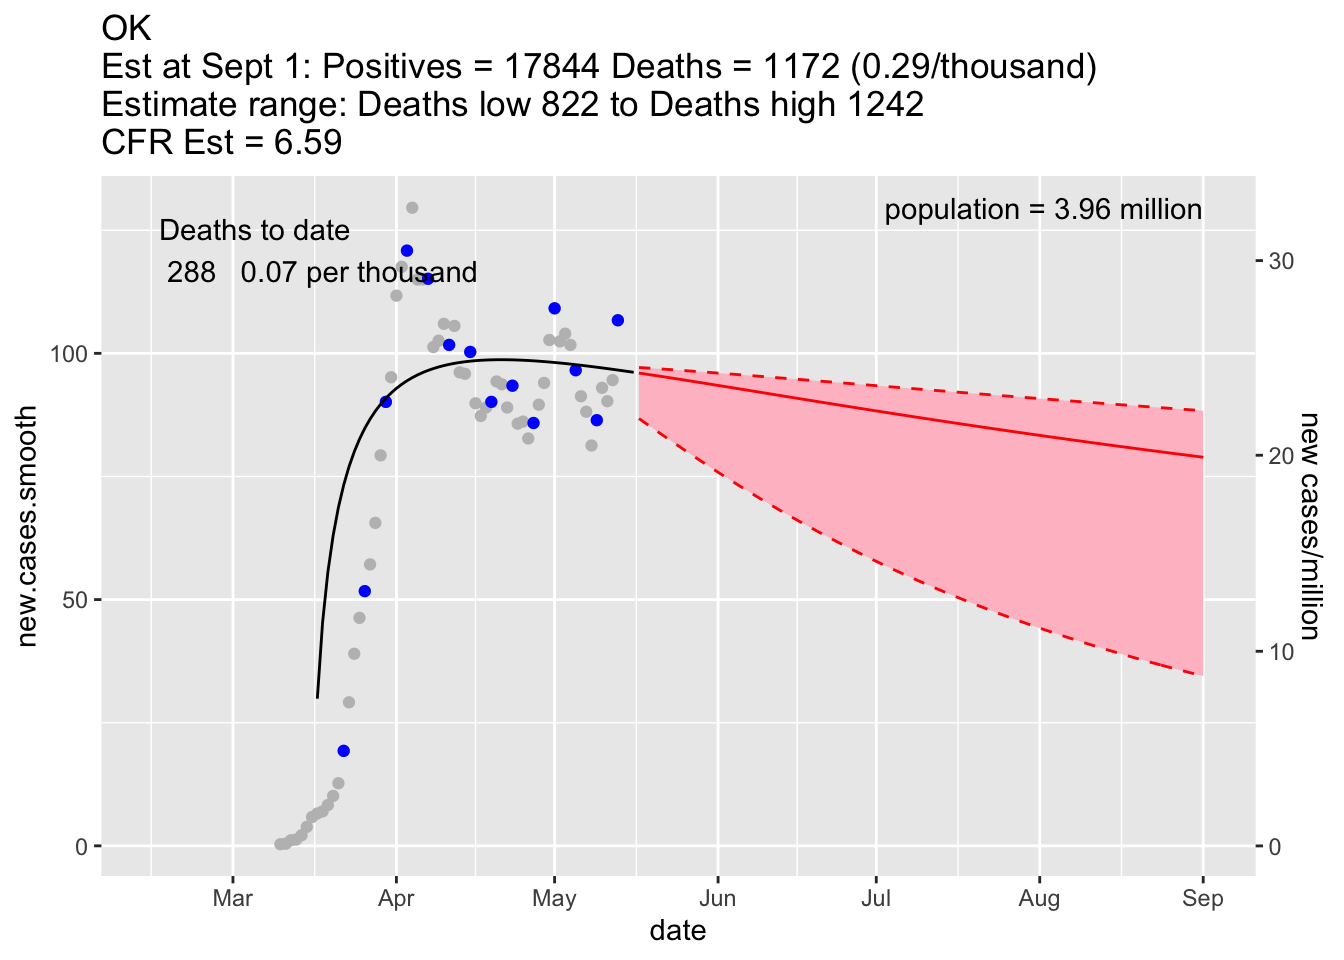 OK
Est at Sept 1: Positives = 17844 Deaths = 1172 (0.29/thousand)
Estimate range: Deaths low 822 to Deaths high 1242
CFR Est = 6.59
population = 3.96 million
Deaths to date
288 0.07 per thousand
new.cases.smooth
100
50
0
30
20
10
0
new cases/million
Mar Apr May Jun Jul Aug Sep
date